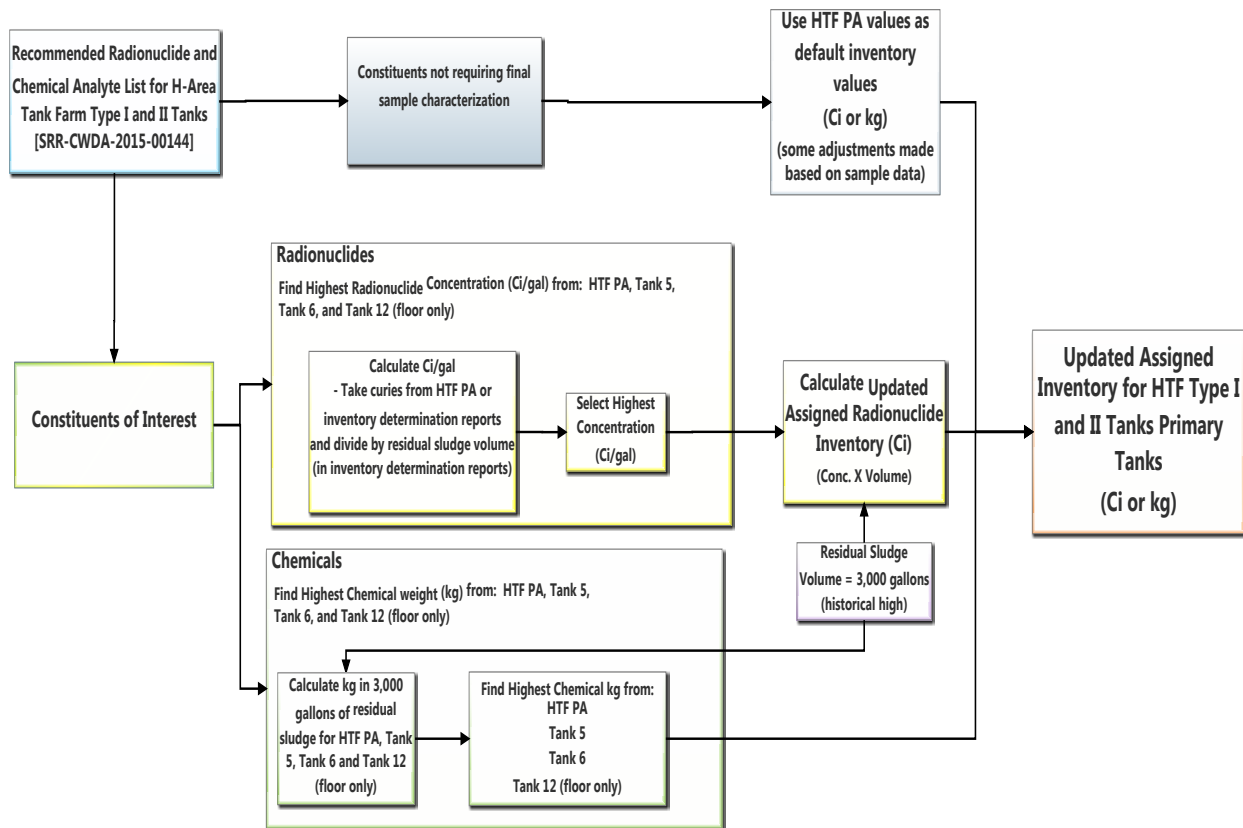 Recommended Radionuclide and
Chemical Analyte List for H-Area
Tank Farm Type I and II Tanks
[SRR-CWDA-2015-00144]
Constituents not requiring final
sample characterization
Use HTF PA values as
default inventory
values
(Ci or kg)
(some adjustments made
based on sample data)
Constituents of Interest
Radionuclides
Find Highest Radionuclide Concentration (Ci/gal) from: HTF PA, Tank 5,
Tank 6, and Tank 12 (floor only)
Calculate Ci/gal
- Take curies from HTF PA or
inventory determination reports
and divide by residual sludge volume
(in inventory determination reports)
Select Highest
Concentration
(Ci/gal)
Calculate Updated
Assigned Radionuclide
Inventory (Ci)
(Conc. X Volume)
Updated Assigned
Inventory for HTF Type I
and II Tanks Primary
Tanks
(Ci or kg)
Residual Sludge
Volume = 3,000 gallons
(historical high)
Chemicals
Find Highest Chemical weight (kg) from: HTF PA, Tank 5,
Tank 6, and Tank 12 (floor only)
Calculate kg in 3,000
gallons of residual
sludge for HTF PA, Tank
5, Tank 6 and Tank 12
(floor only)
Find Highest Chemical kg from:
HTF PA
Tank 5
Tank 6
Tank 12 (floor only)